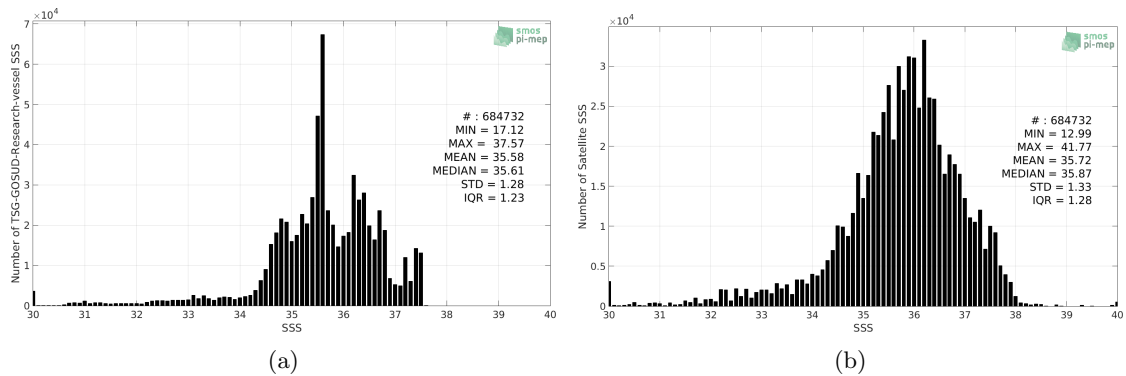 ×10⁴
7
6
5
4
3
2
1
0
Number of TSG-GOSUD-Research-vessel SSS
smos
pi-mep
# : 684732
MIN = 17.12
MAX = 37.57
MEAN = 35.58
MEDIAN = 35.61
STD = 1.28
IQR = 1.23
30 31 32 33 34 35 36 37 38 39 40
SSS
(a)
×10⁴
3
2.5
2
1.5
1
0.5
0
Number of Satellite SSS
smos
pi-mep
# : 684732
MIN = 12.99
MAX = 41.77
MEAN = 35.72
MEDIAN = 35.87
STD = 1.33
IQR = 1.28
30 31 32 33 34 35 36 37 38 39 40
SSS
(b)